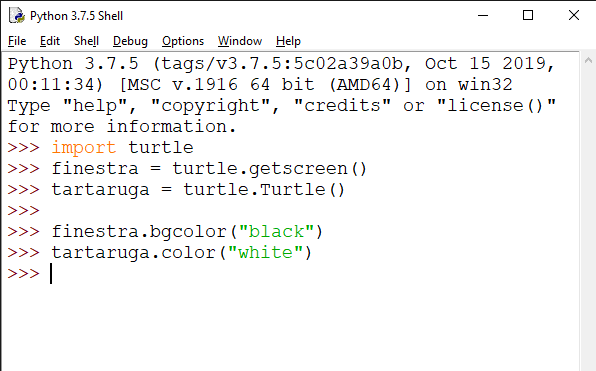 Python 3.7.5 Shell
File Edit Shell Debug Options Window Help
Python 3.7.5 (tags/v3.7.5:5c02a39a0b, Oct 15 2019,
00:11:34) [MSC v.1916 64 bit (AMD64)] on win32
Type "help", "copyright", "credits" or "license()"
for more information.
>>> import turtle
>>> finestra = turtle.getscreen()
>>> tartaruga = turtle.Turtle()
>>>
>>> finestra.bgcolor("black")
>>> tartaruga.color("white")
>>>